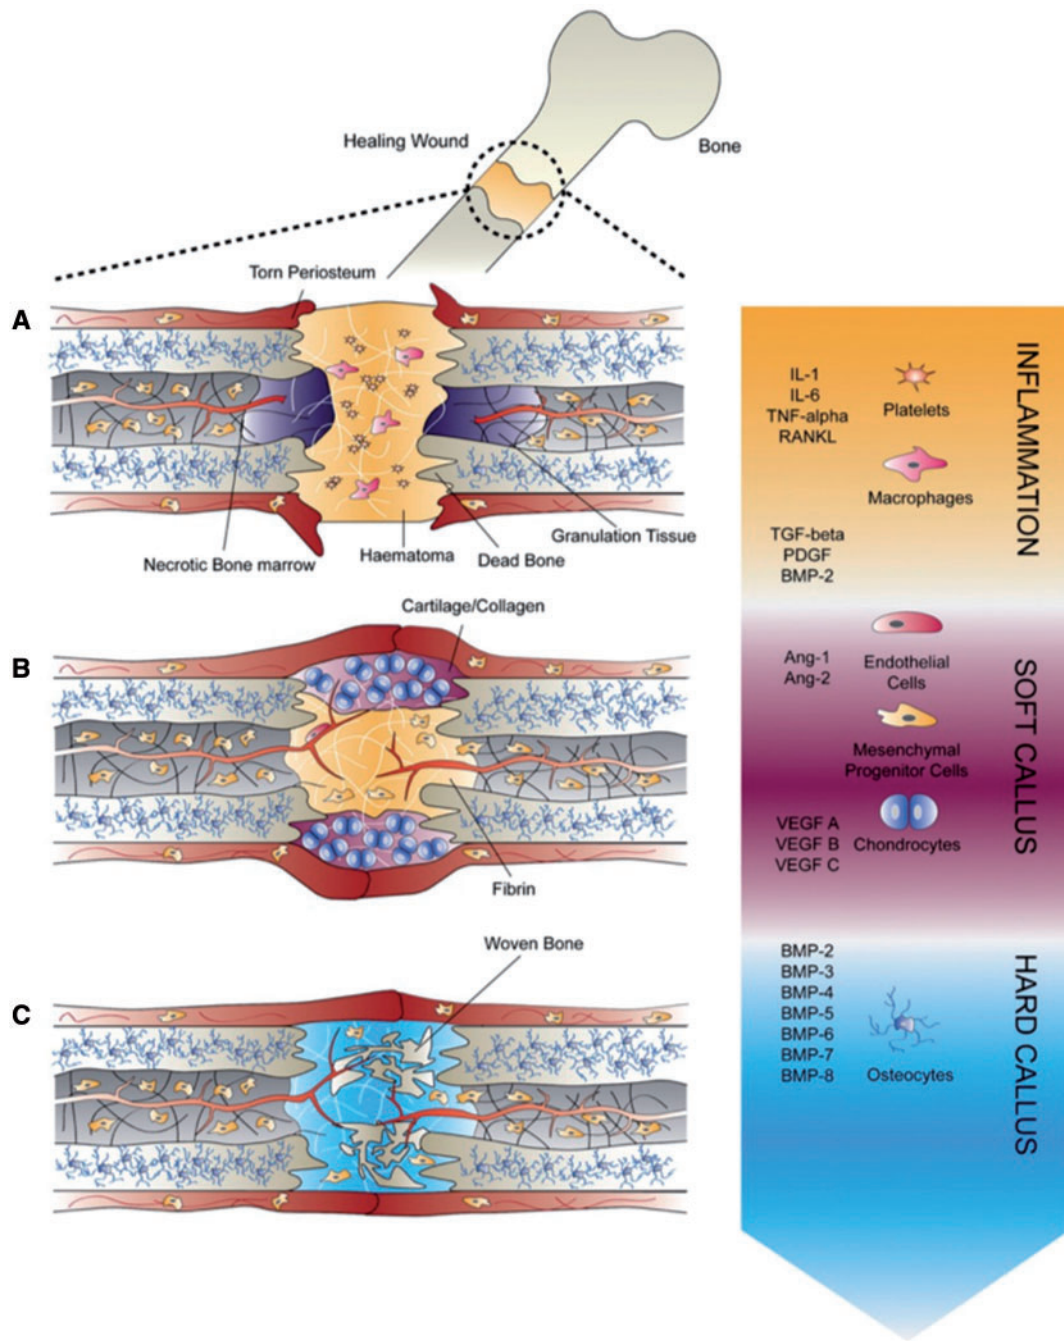 Healing Wound
Bone
Torn Periosteum
A
Necrotic Bone marrow
Haematoma
Dead Bone
Granulation Tissue
Cartilage/Collagen
B
Fibrin
Woven Bone
C
INFLAMMATION
IL-1
IL-6
TNF-alpha
RANKL
Platelets
Macrophages
TGF-beta
PDGF
BMP-2
SOFT CALLUS
Ang-1
Ang-2
Endothelial
Cells
Mesenchymal
Progenitor Cells
VEGF A
VEGF B
VEGF C
Chondrocytes
HARD CALLUS
BMP-2
BMP-3
BMP-4
BMP-5
BMP-6
BMP-7
BMP-8
Osteocytes